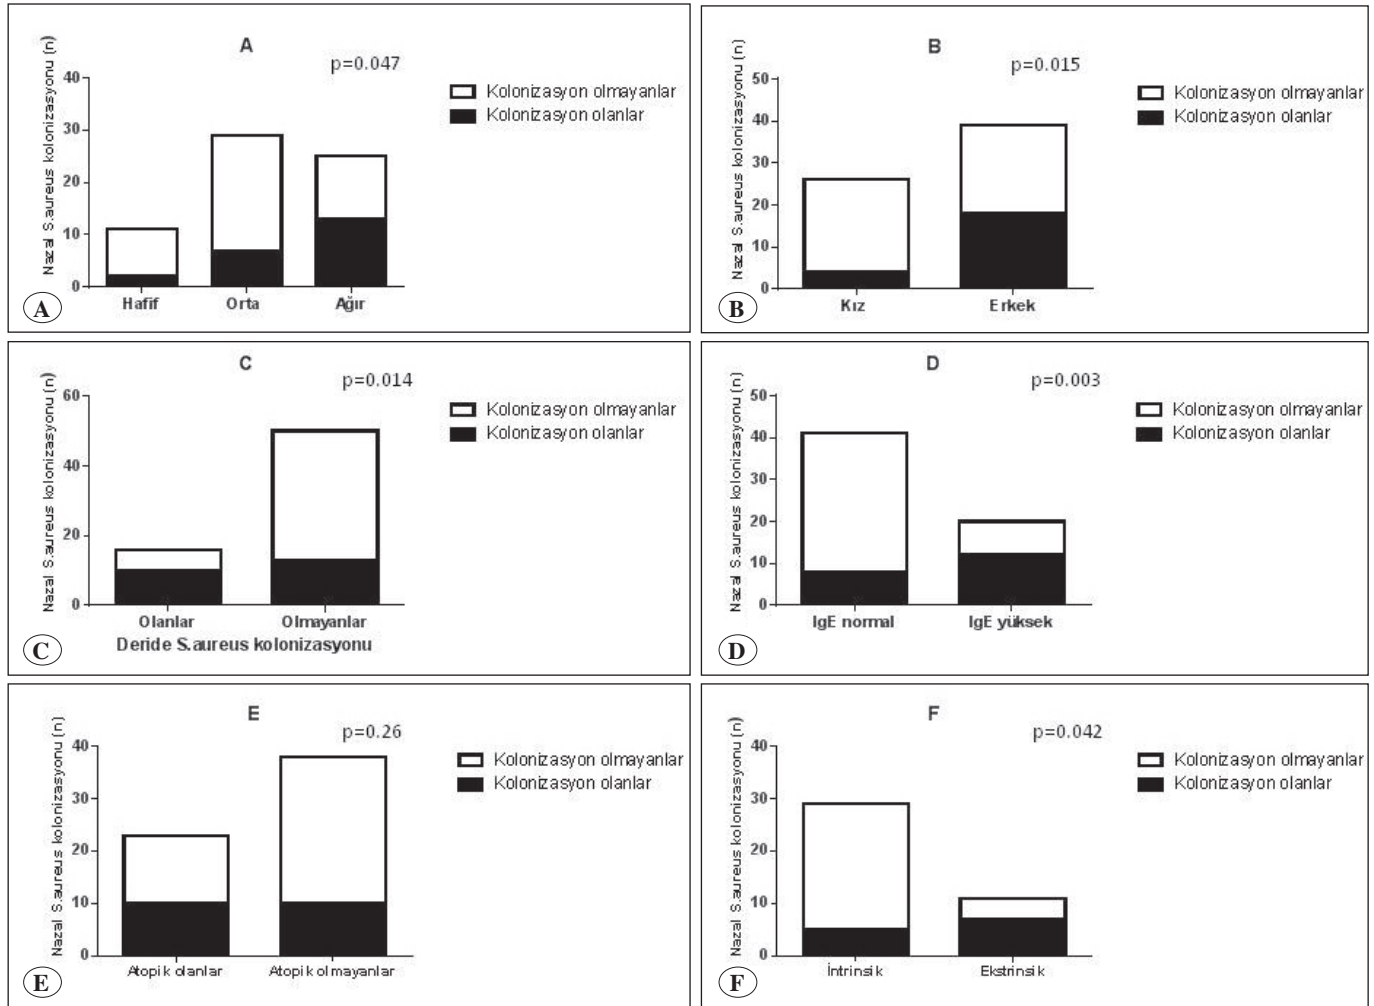 A
p=0.047
Nazal S.aureus kolonizasyonu (n)
40
30
20
10
0
Hafif Orta Ağır
Kolonizasyon olmayanlar
Kolonizasyon olanlar
A
B
p=0.015
Nazal S.aureus kolonizasyonu (n)
50
40
30
20
10
0
Kız Erkek
Kolonizasyon olmayanlar
Kolonizasyon olanlar
B
C
p=0.014
Nazal S.aureus kolonizasyonu (n)
60
40
20
0
Olanlar Olmayanlar
Deride S.aureus kolonizasyonu
Kolonizasyon olmayanlar
Kolonizasyon olanlar
C
D
p=0.003
Nazal S.aureus kolonizasyonu (n)
50
40
30
20
10
0
IgE normal IgE yüksek
Kolonizasyon olmayanlar
Kolonizasyon olanlar
D
E
p=0.26
Nazal S.aureus kolonizasyonu (n)
40
30
20
10
0
Atopik olanlar Atopik olmayanlar
Kolonizasyon olmayanlar
Kolonizasyon olanlar
E
F
p=0.042
Nazal S.aureus kolonizasyonu (n)
40
30
20
10
0
İntrinsik Ekstrinsik
Kolonizasyon olmayanlar
Kolonizasyon olanlar
F